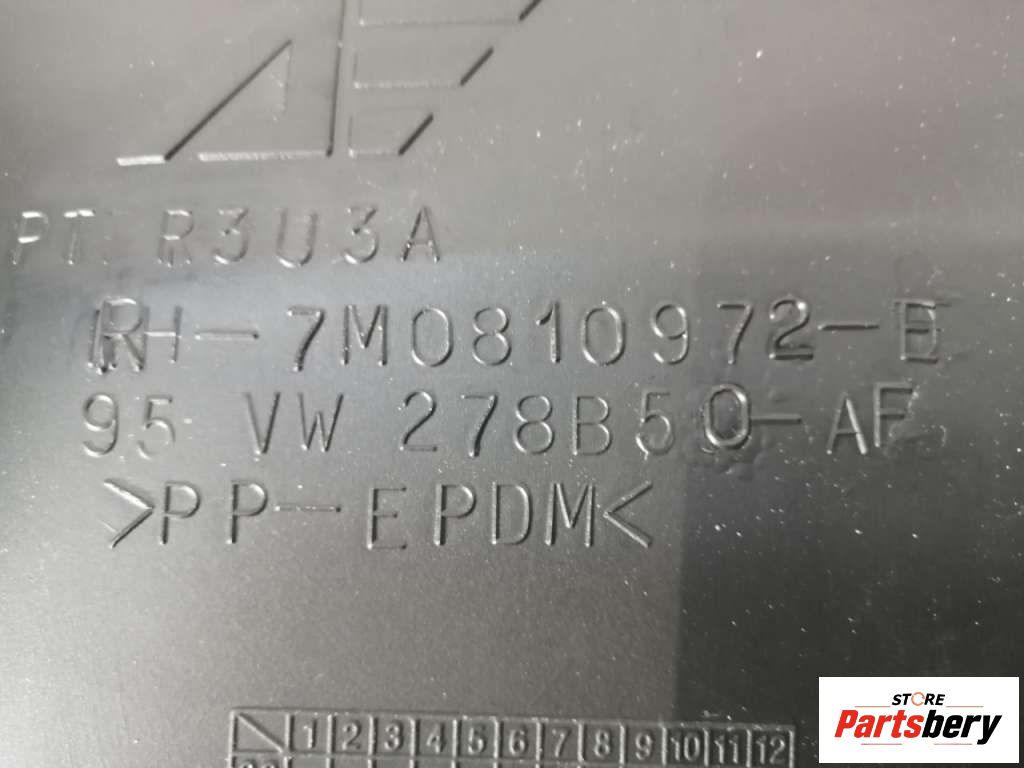 PT. R3U3A
RH-7M0810972-E
95 VW 278B50-AF
>PP-EPDM<
1 2 3 4 5 6 7 8 9 10 11 12
STORE
Partsbery